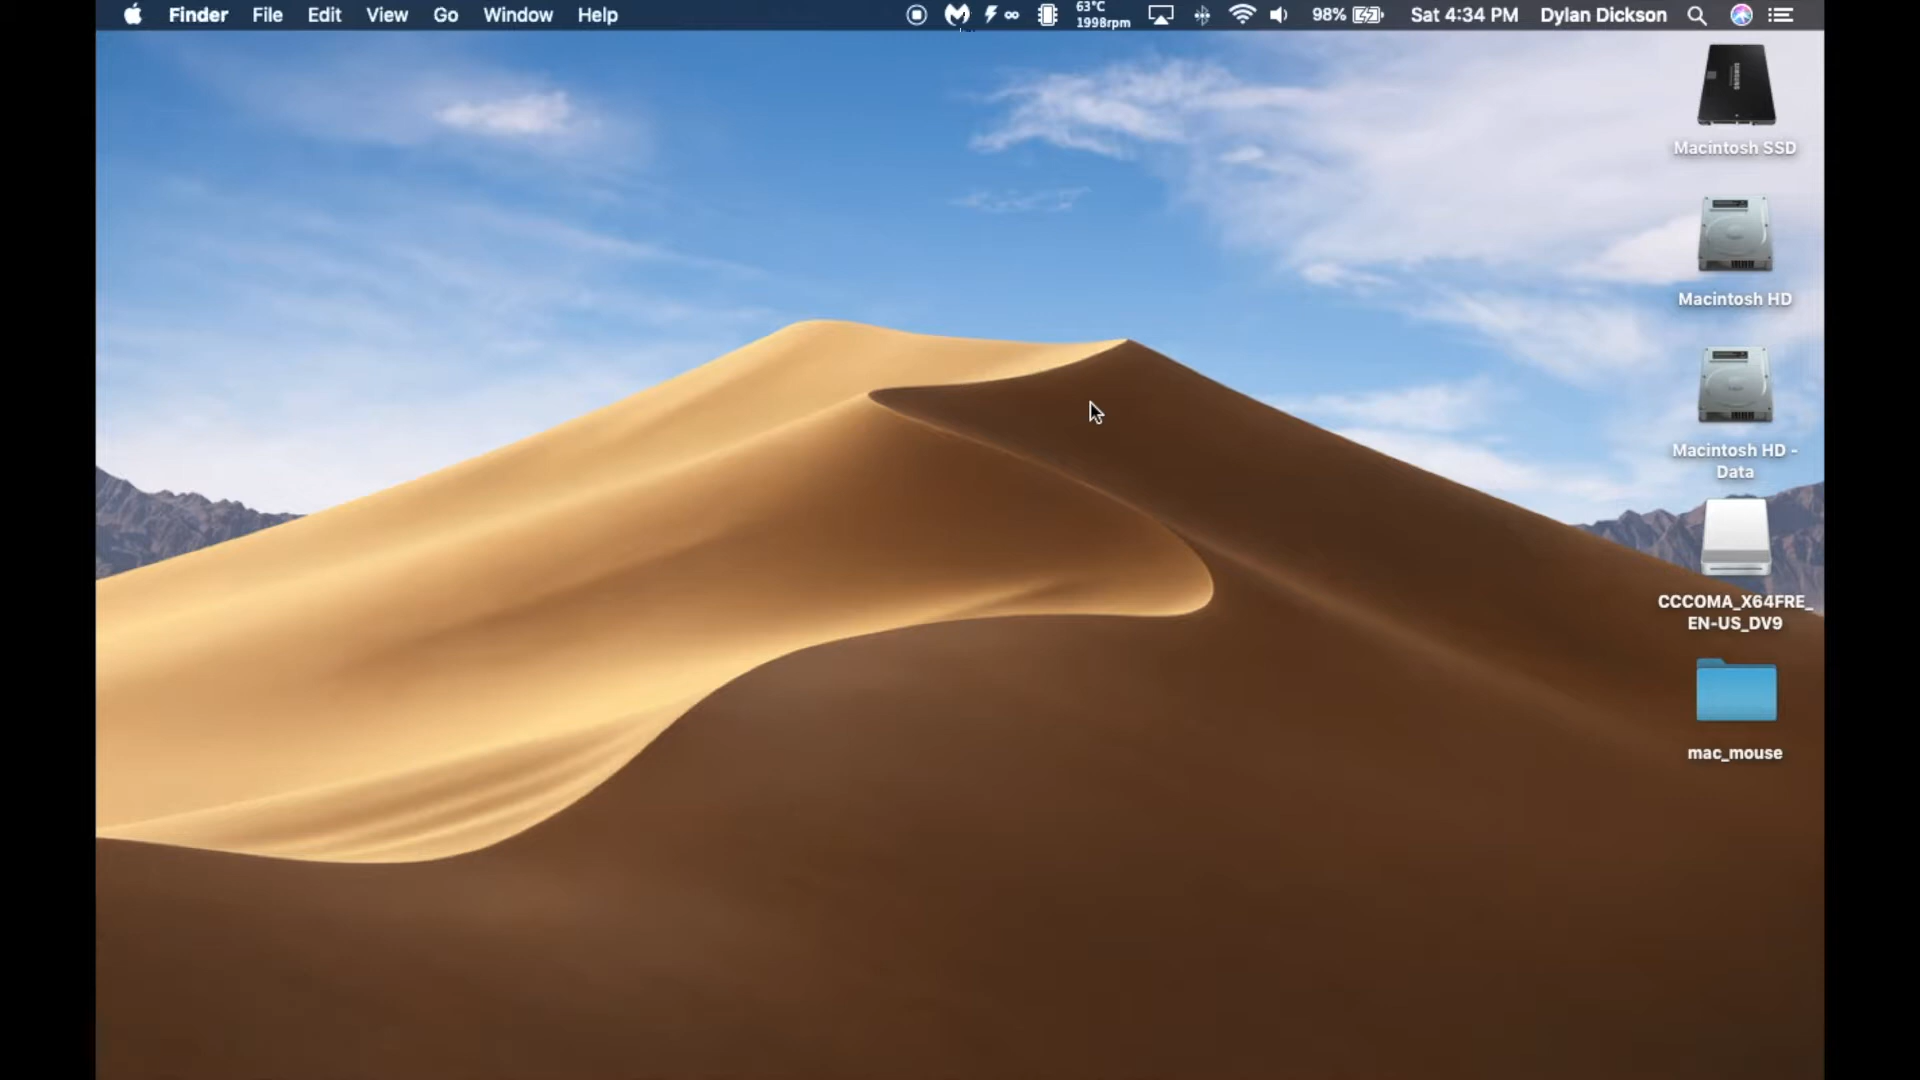 Finder File Edit View Go Window Help 63°C 98% Sat 4:34 PM Dylan Dickson
1998rpm
SAMSUNG
Macintosh SSD
Macintosh HD
Macintosh HD -
Data
CCCOMA_X64FRE_
EN-US_DV9
mac_mouse